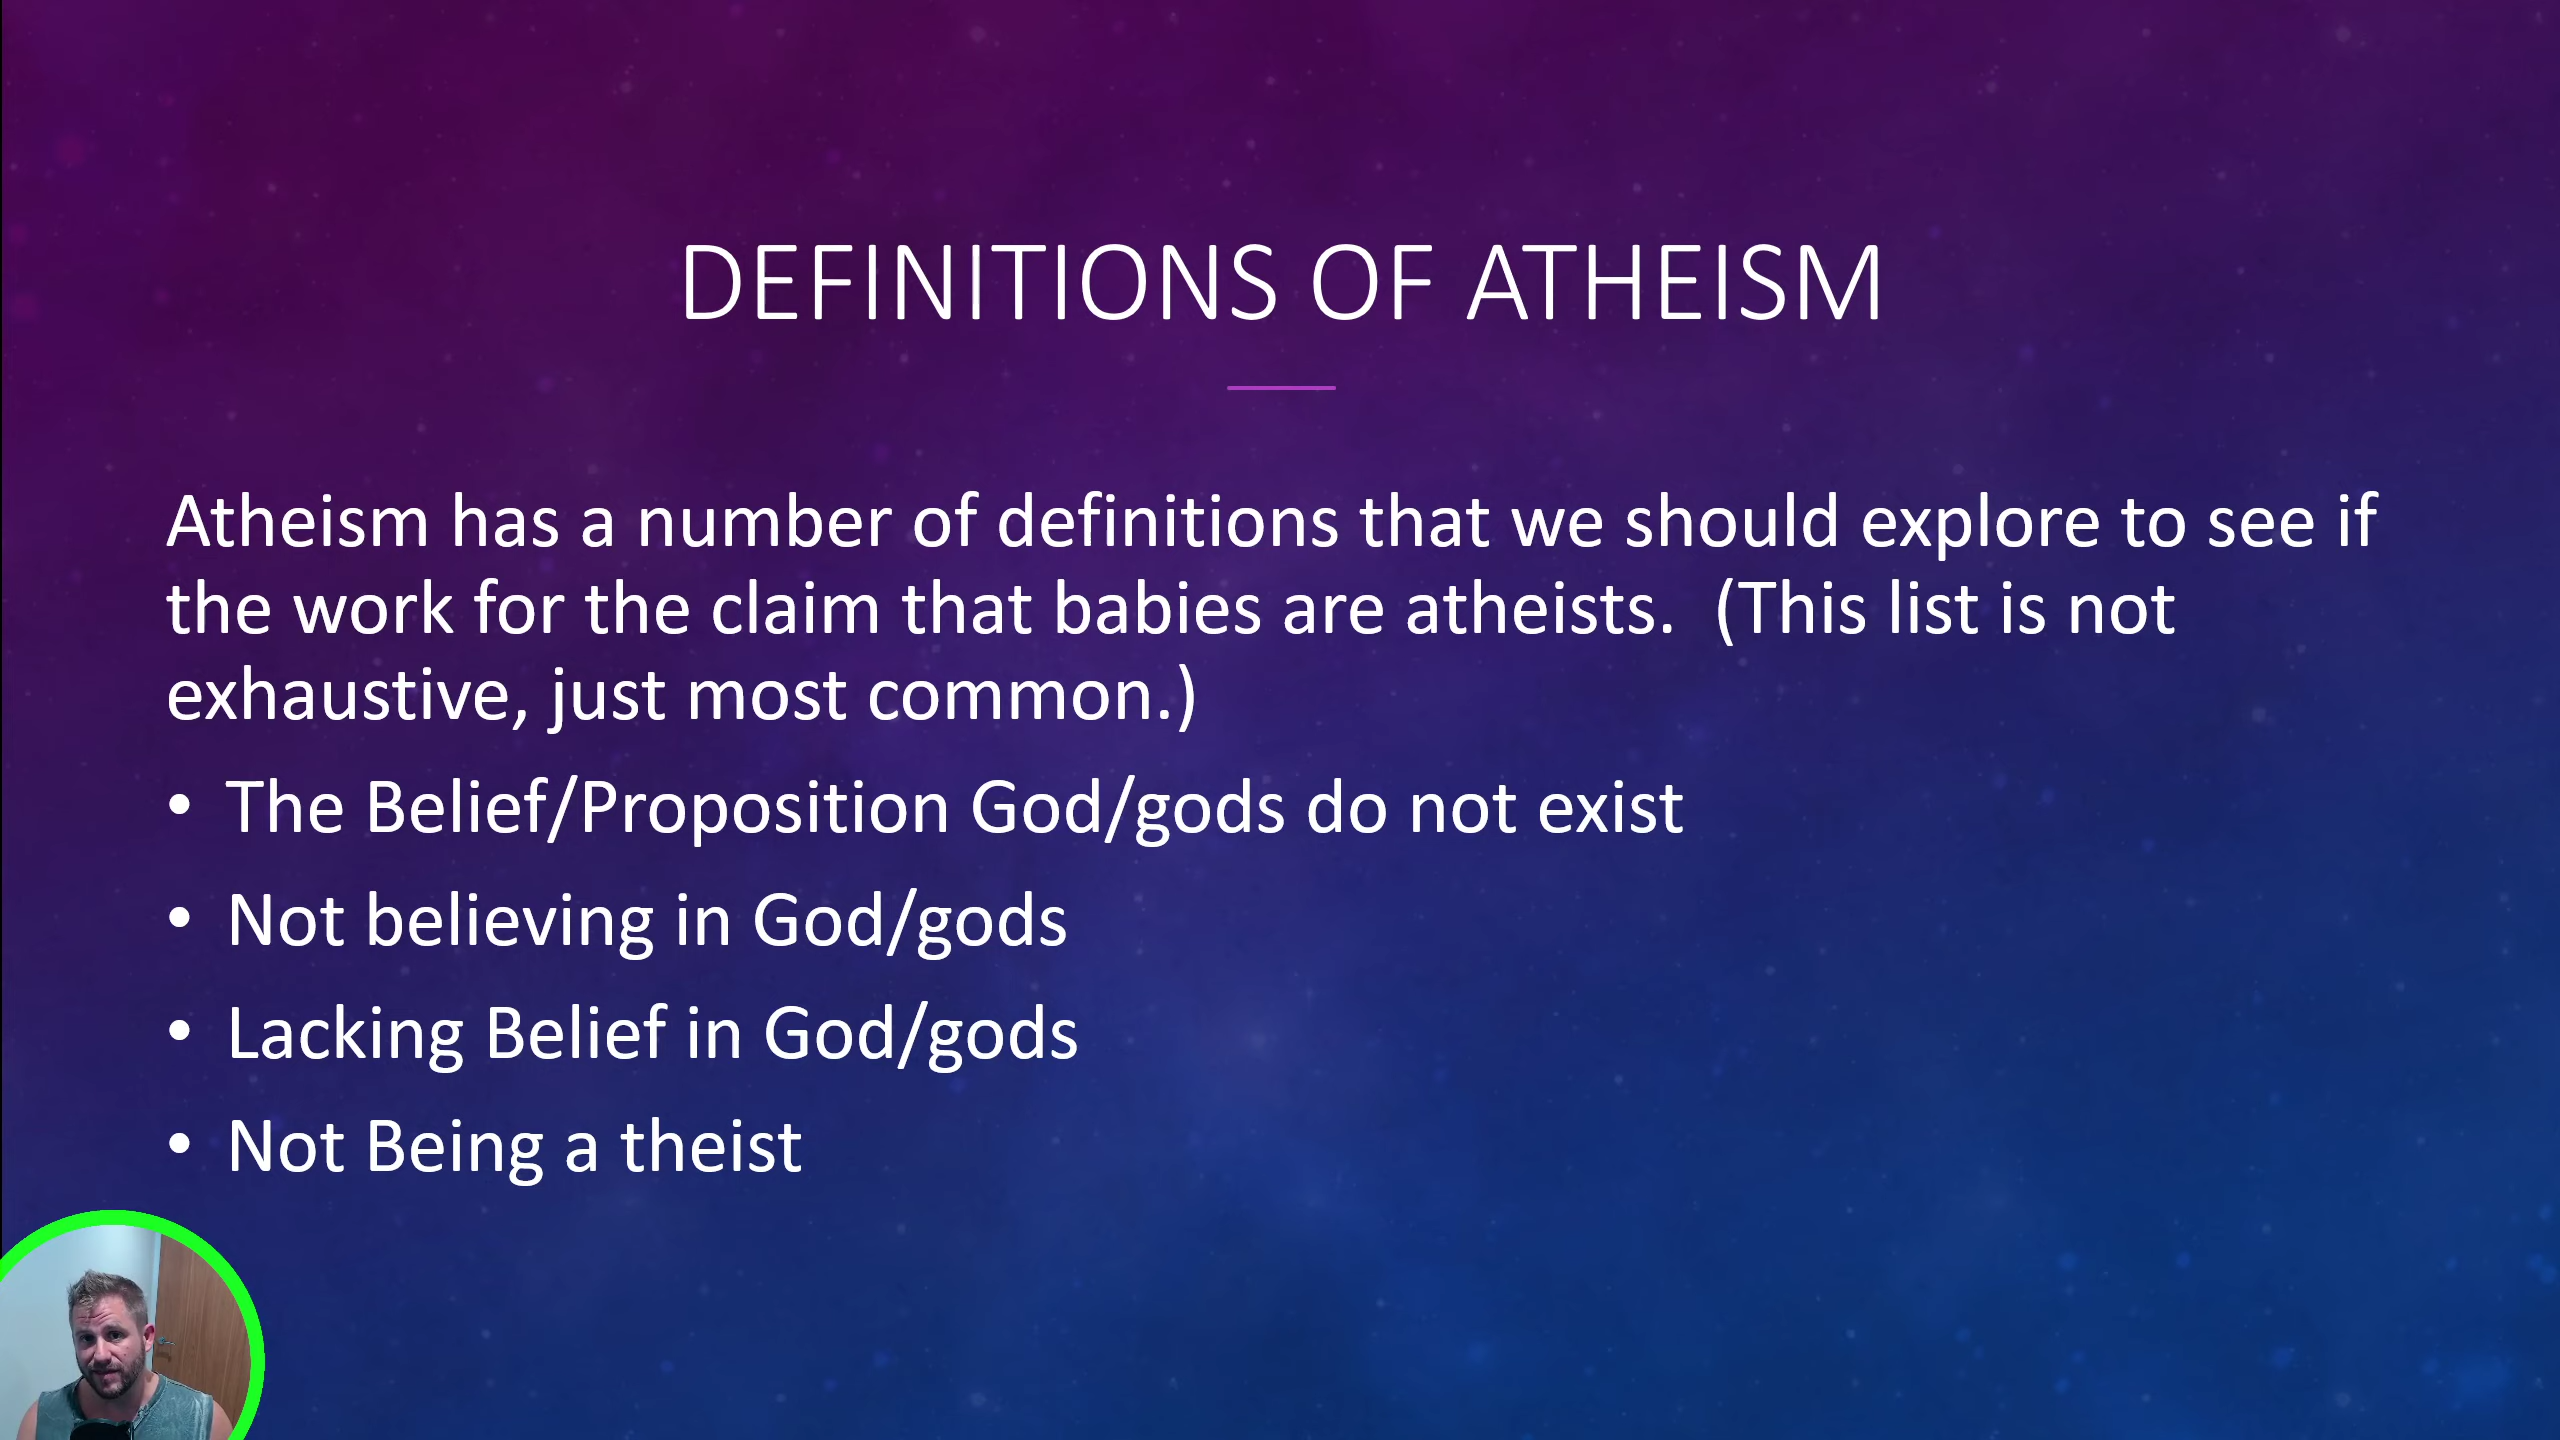 DEFINITIONS OF ATHEISM
Atheism has a number of definitions that we should explore to see if
the work for the claim that babies are atheists.  (This list is not
exhaustive, just most common.)
• The Belief/Proposition God/gods do not exist
• Not believing in God/gods
• Lacking Belief in God/gods
• Not Being a theist